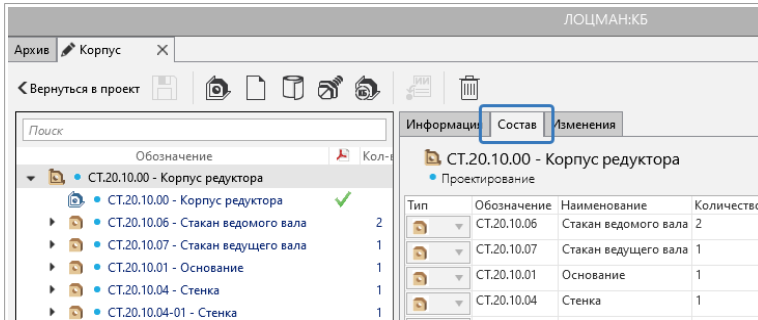 ЛОЦМАН:КБ
Архив Корпус
Вернуться в проект
Поиск
Обозначение Кол-в
СТ.20.10.00 - Корпус редуктора
СТ.20.10.00 - Корпус редуктора
СТ.20.10.06 - Стакан ведомого вала 2
СТ.20.10.07 - Стакан ведущего вала 1
СТ.20.10.01 - Основание 1
СТ.20.10.04 - Стенка 1
СТ.20.10.04-01 - Стенка 1
Информация Состав Изменения
СТ.20.10.00 - Корпус редуктора
Проектирование
Тип Обозначение Наименование Количество
СТ.20.10.06 Стакан ведомого вала 2
СТ.20.10.07 Стакан ведущего вала 1
СТ.20.10.01 Основание 1
СТ.20.10.04 Стенка 1